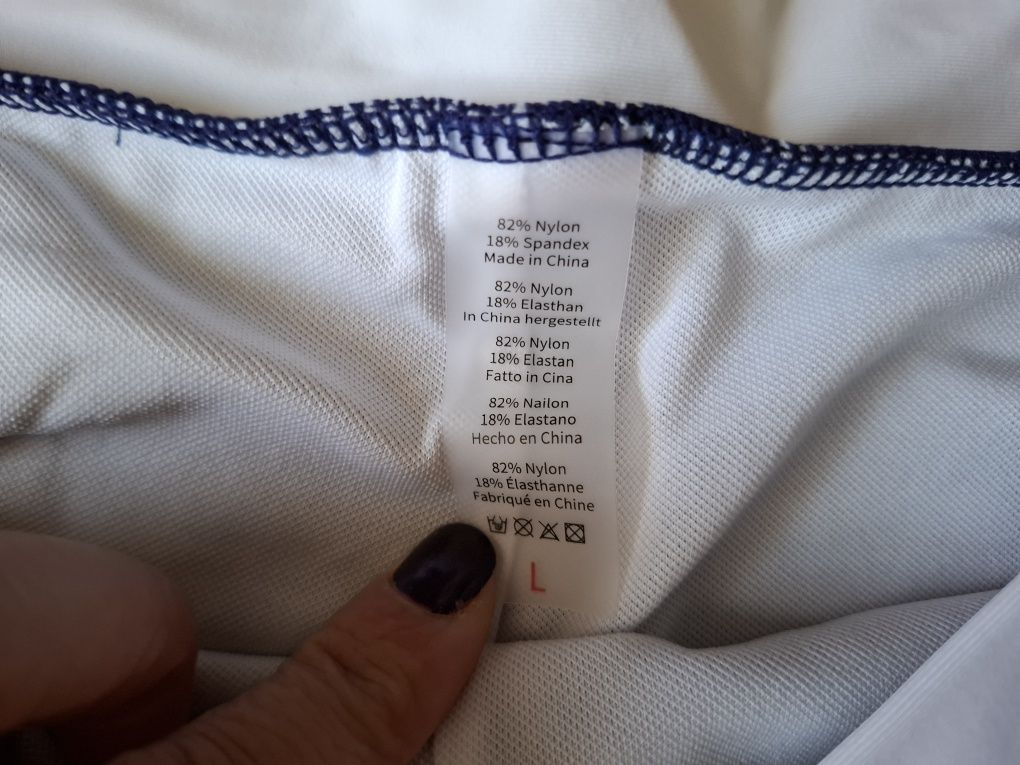 82% Nylon
18% Spandex
Made in China
82% Nylon
18% Elasthan
In China hergestellt
82% Nylon
18% Elastan
Fatto in Cina
82% Nailon
18% Elastano
Hecho en China
82% Nylon
18% Élasthanne
Fabriqué en Chine
L